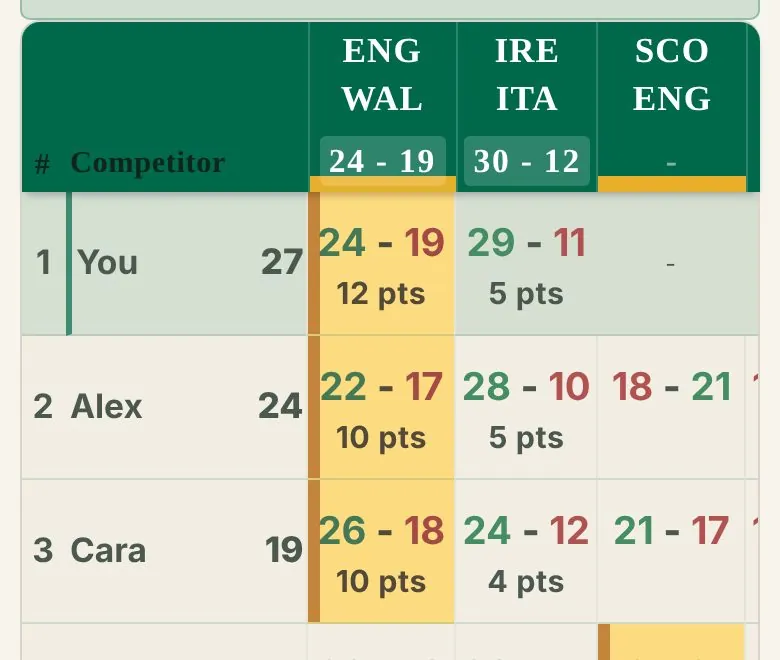 ENG IRE SCO
WAL ITA ENG
# Competitor 24 - 19 30 - 12 -
1 You 27 24 - 19 29 - 11 -
12 pts 5 pts
2 Alex 24 22 - 17 28 - 10 18 - 21
10 pts 5 pts
3 Cara 19 26 - 18 24 - 12 21 - 17
10 pts 4 pts